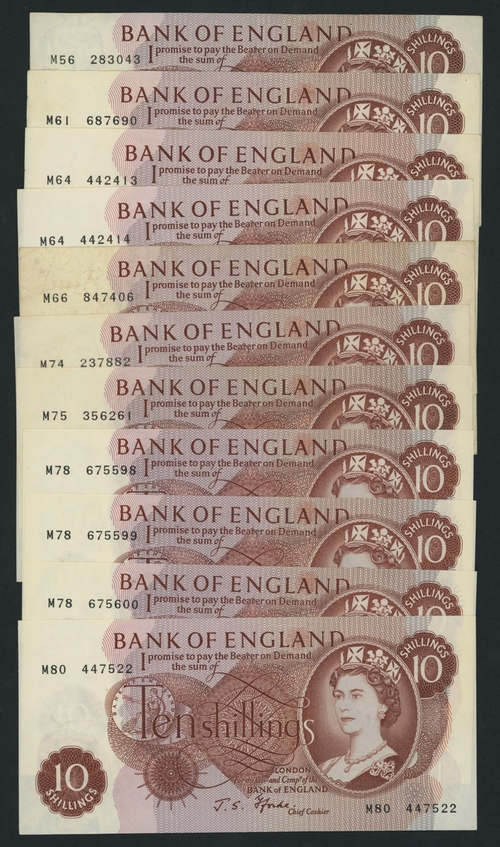 BANK OF ENGLAND
M56 283043 I promise to pay the Bearer on Demand
the sum of
10 SHILLINGS
BANK OF ENGLAND
M61 687690 I promise to pay the Bearer on Demand
the sum of
10 SHILLINGS
BANK OF ENGLAND
M64 442413 I promise to pay the Bearer on Demand
the sum of
10 SHILLINGS
BANK OF ENGLAND
M64 442414 I promise to pay the Bearer on Demand
the sum of
10 SHILLINGS
BANK OF ENGLAND
M66 847406 I promise to pay the Bearer on Demand
the sum of
10 SHILLINGS
BANK OF ENGLAND
M74 237882 I promise to pay the Bearer on Demand
the sum of
10 SHILLINGS
BANK OF ENGLAND
M75 356261 I promise to pay the Bearer on Demand
the sum of
10 SHILLINGS
BANK OF ENGLAND
M78 675598 I promise to pay the Bearer on Demand
the sum of
10 SHILLINGS
BANK OF ENGLAND
M78 675599 I promise to pay the Bearer on Demand
the sum of
10 SHILLINGS
BANK OF ENGLAND
M78 675600 I promise to pay the Bearer on Demand
the sum of
10 SHILLINGS
BANK OF ENGLAND
M80 447522 I promise to pay the Bearer on Demand
the sum of
10 SHILLINGS
Ten shillings
LONDON
For the Govr and Compa of the
BANK OF ENGLAND
J. S. Fforde
Chief Cashier
10 SHILLINGS
M80 447522